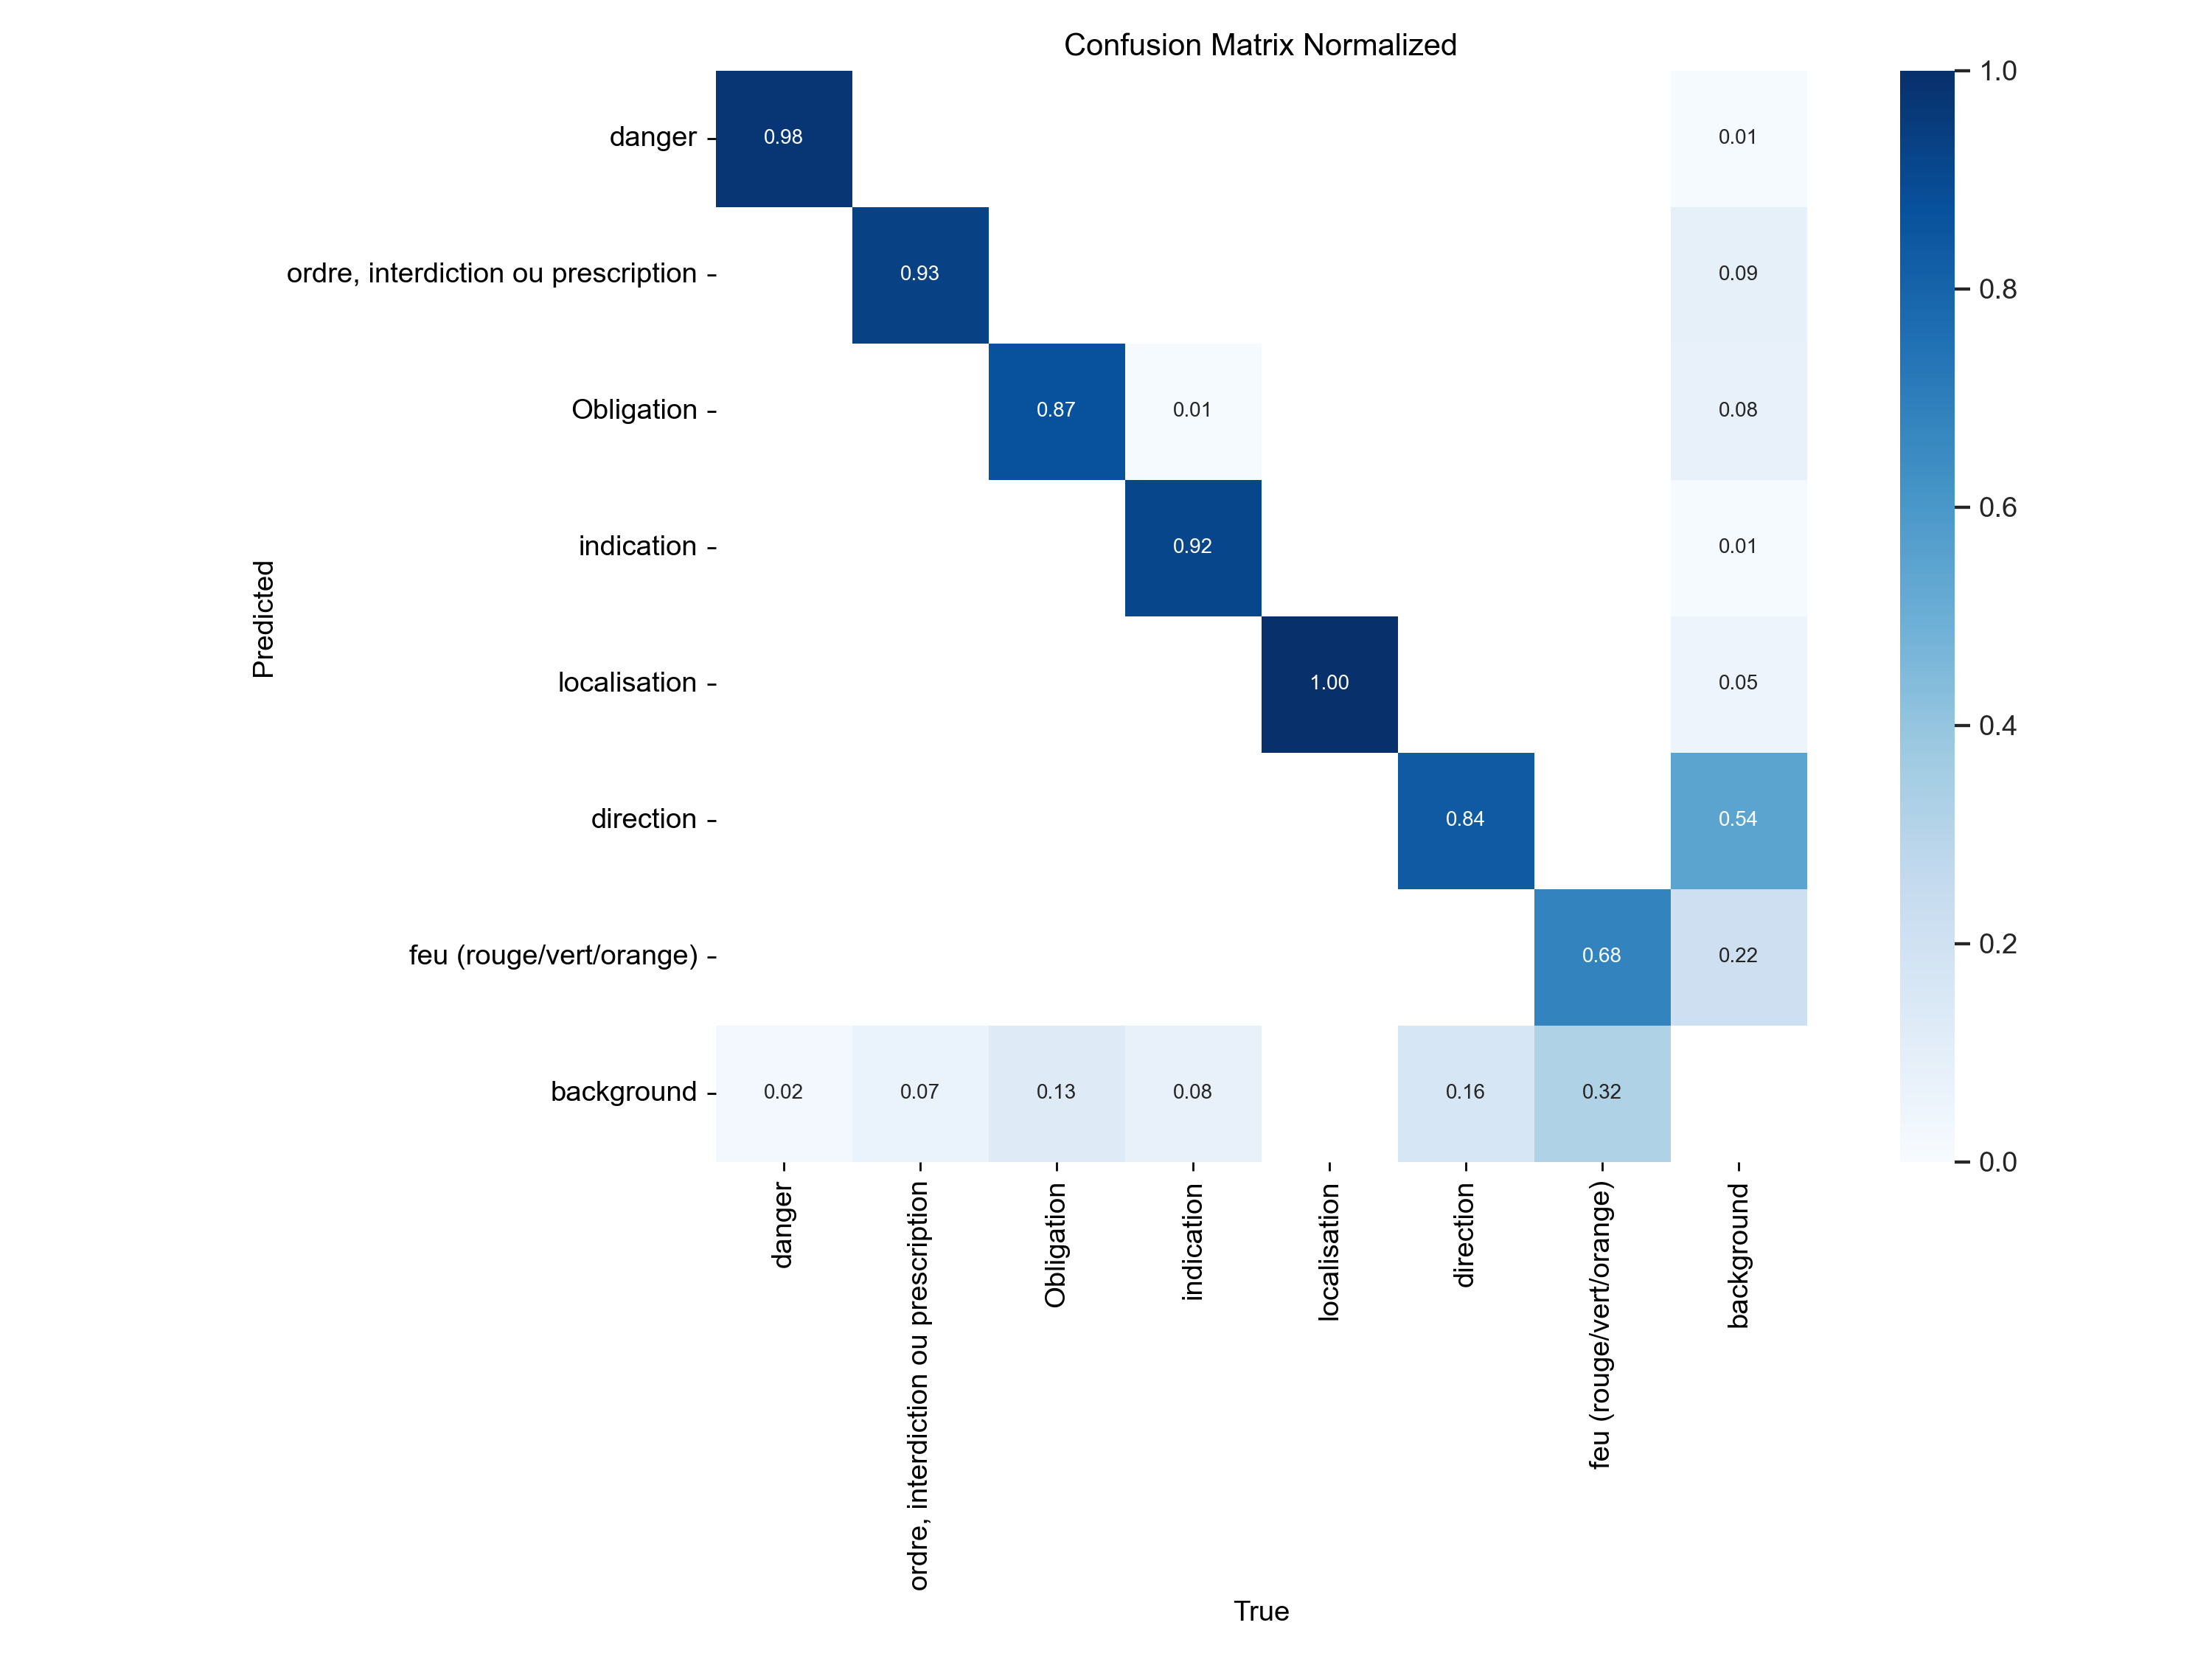 Confusion Matrix Normalized
danger
0.98
0.01
1.0
ordre, interdiction ou prescription
0.93
0.09
0.8
Obligation
0.87
0.01
0.08
indication
0.92
0.01
0.6
Predicted
localisation
1.00
0.05
0.4
direction
0.84
0.54
feu (rouge/vert/orange)
0.68
0.22
0.2
background
0.02
0.07
0.13
0.08
0.16
0.32
0.0
danger
ordre, interdiction ou prescription
Obligation
indication
localisation
direction
feu (rouge/vert/orange)
background
True